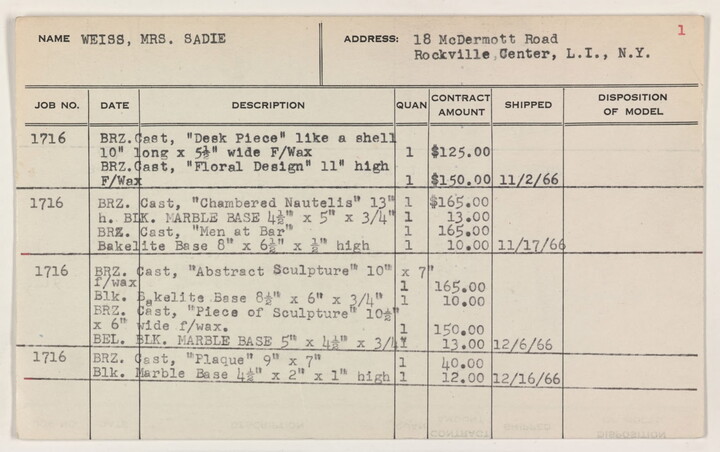 1
NAME WEISS, MRS. SADIE ADDRESS: 18 McDermott Road
Rockville Center, L.I., N.Y.
JOB NO. DATE DESCRIPTION QUAN CONTRACT AMOUNT SHIPPED DISPOSITION OF MODEL
1716 BRZ.Cast, "Desk Piece" like a shell
10" long x 5½" wide F/Wax 1 $125.00
BRZ.Cast, "Floral Design" 11" high
F/Wax 1 $150.00 11/2/66
1716 BRZ. Cast, "Chambered Nautelis" 13" 1 $165.00
h. BLK. MARBLE BASE 4½" x 5" x 3/4" 1 13.00
BRZ. Cast, "Men at Bar" 1 165.00
Bakelite Base 8" x 6½" x ½" high 1 10.00 11/17/66
1716 BRZ. Cast, "Abstract Sculpture" 10" x 7"
f/wax 1 165.00
Blk. Bakelite Base 8½" x 6" x 3/4" 1 10.00
BRZ. Cast, "Piece of Sculpture" 10½"
x 6" wide f/wax. 1 150.00
BEL. BLK. MARBLE BASE 5" x 4½" x 3/4" 1 13.00 12/6/66
1716 BRZ. Cast, "Plaque" 9" x 7" 1 40.00
Blk. Marble Base 4½" x 2" x 1" high 1 12.00 12/16/66